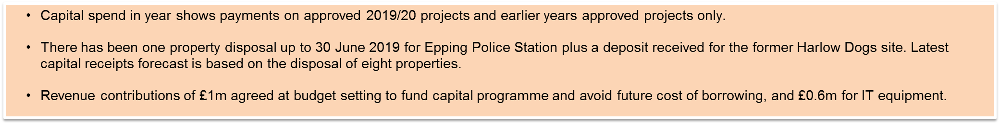 • Capital spend in year shows payments on approved 2019/20 projects and earlier years approved projects only.
• There has been one property disposal up to 30 June 2019 for Epping Police Station plus a deposit received for the former Harlow Dogs site. Latest
capital receipts forecast is based on the disposal of eight properties.
• Revenue contributions of £1m agreed at budget setting to fund capital programme and avoid future cost of borrowing, and £0.6m for IT equipment.